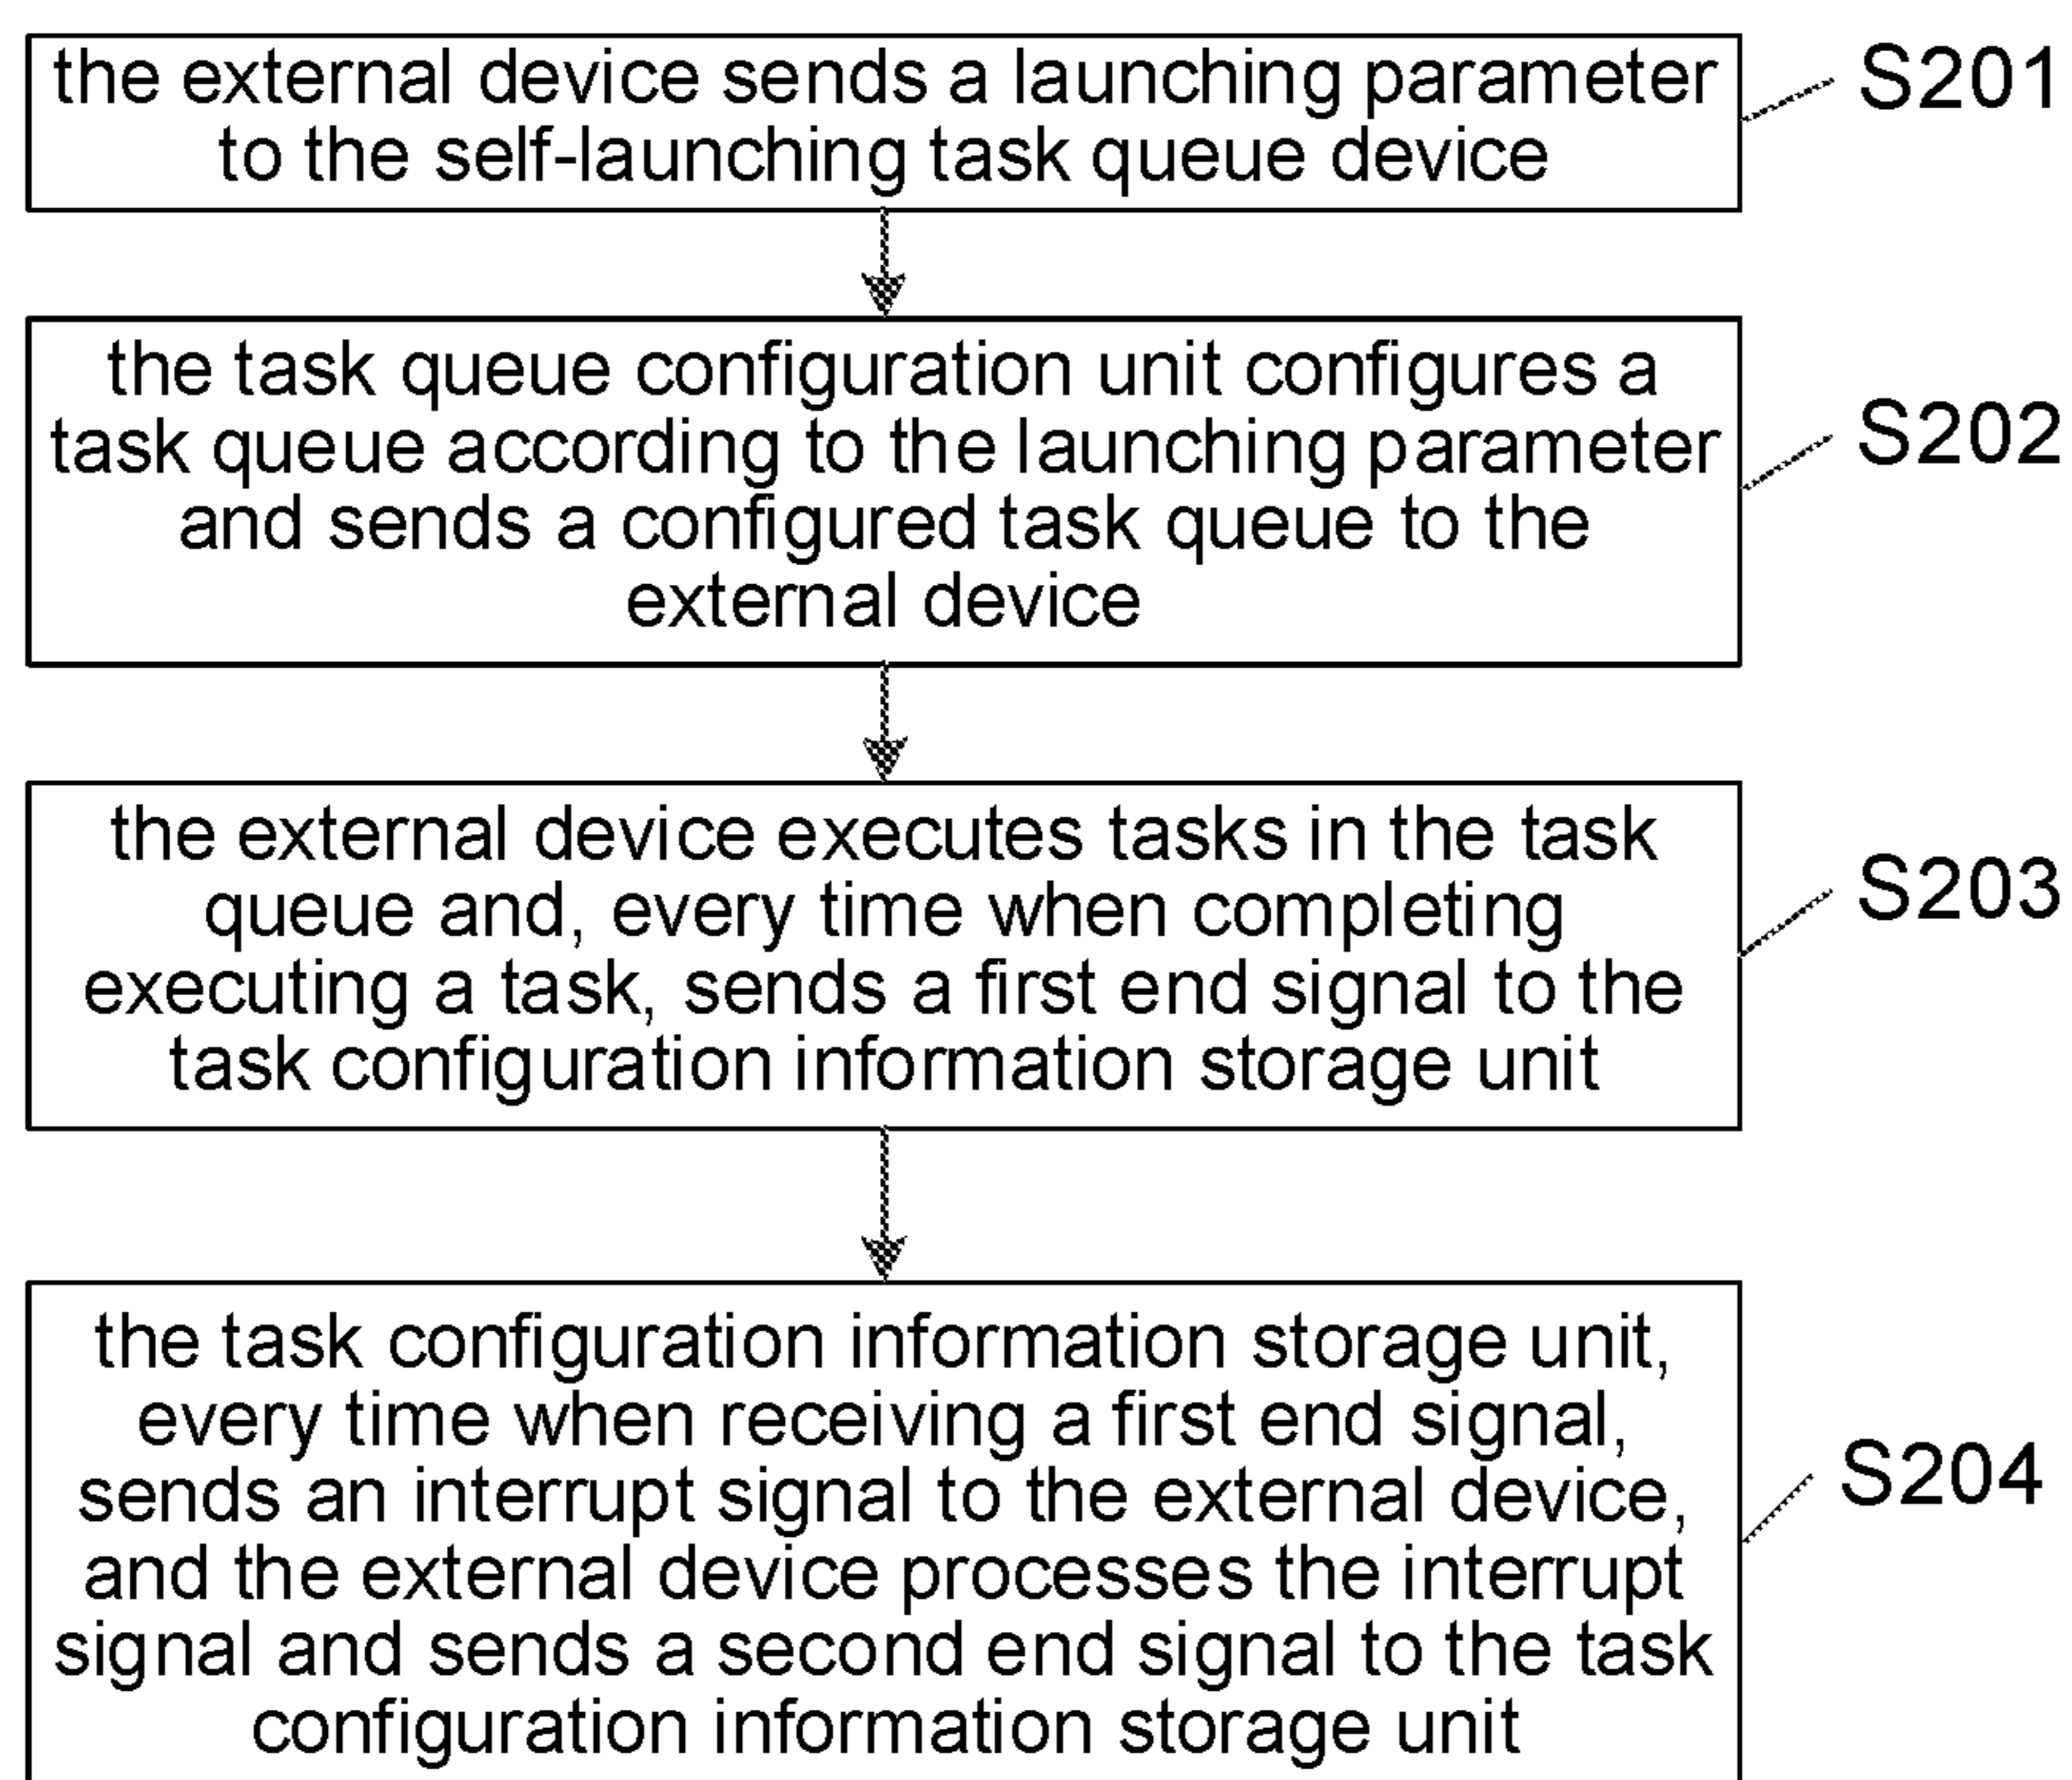 the external device sends a launching parameter
to the self-launching task queue device
S201
the task queue configuration unit configures a
task queue according to the launching parameter
and sends a configured task queue to the
external device
S202
the external device executes tasks in the task
queue and, every time when completing
executing a task, sends a first end signal to the
task configuration information storage unit
S203
the task configuration information storage unit,
every time when receiving a first end signal,
sends an interrupt signal to the external device,
and the external device processes the interrupt
signal and sends a second end signal to the task
configuration information storage unit
S204